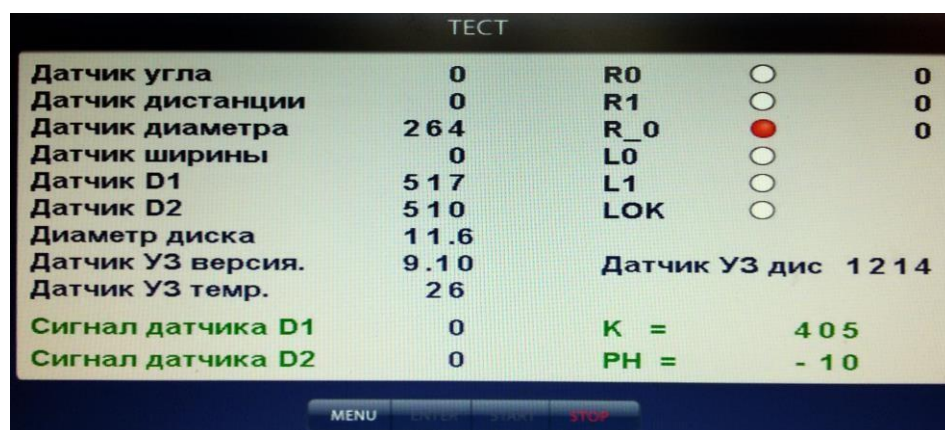 ТЕСТ
Датчик угла 0 R0 0
Датчик дистанции 0 R1 0
Датчик диаметра 264 R_0 0
Датчик ширины 0 L0
Датчик D1 517 L1
Датчик D2 510 LOK
Диаметр диска 11.6
Датчик УЗ версия. 9.10 Датчик УЗ дис 1214
Датчик УЗ темр. 26
Сигнал датчика D1 0 K = 405
Сигнал датчика D2 0 PH = -10
MENU ENTER START STOP